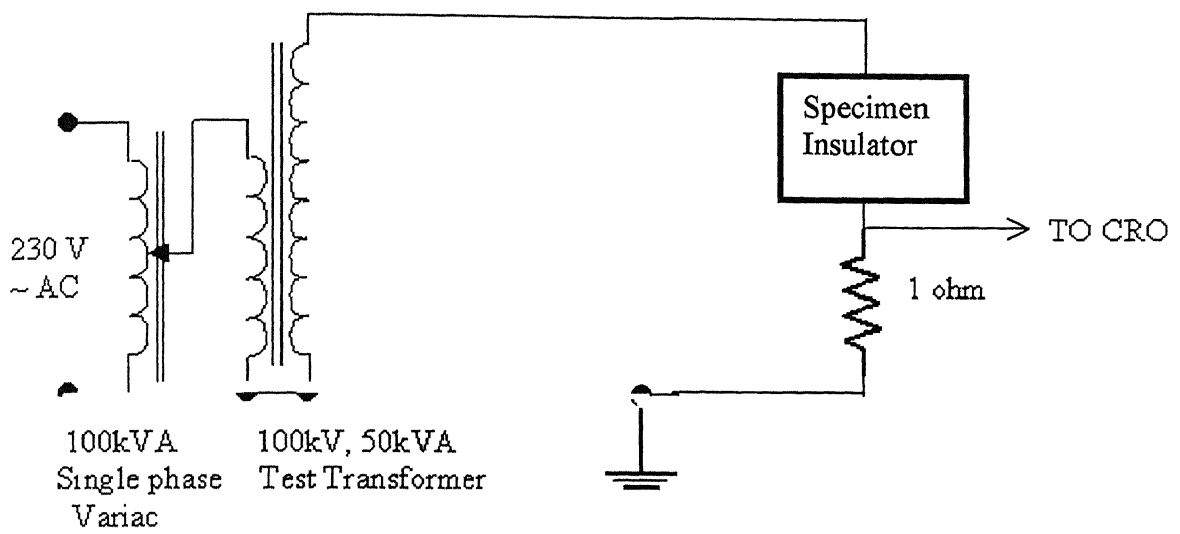 Specimen
Insulator
TO CRO
230 V
~ AC
1 ohm
100kVA
Single phase
Variac
100kV, 50kVA
Test Transformer